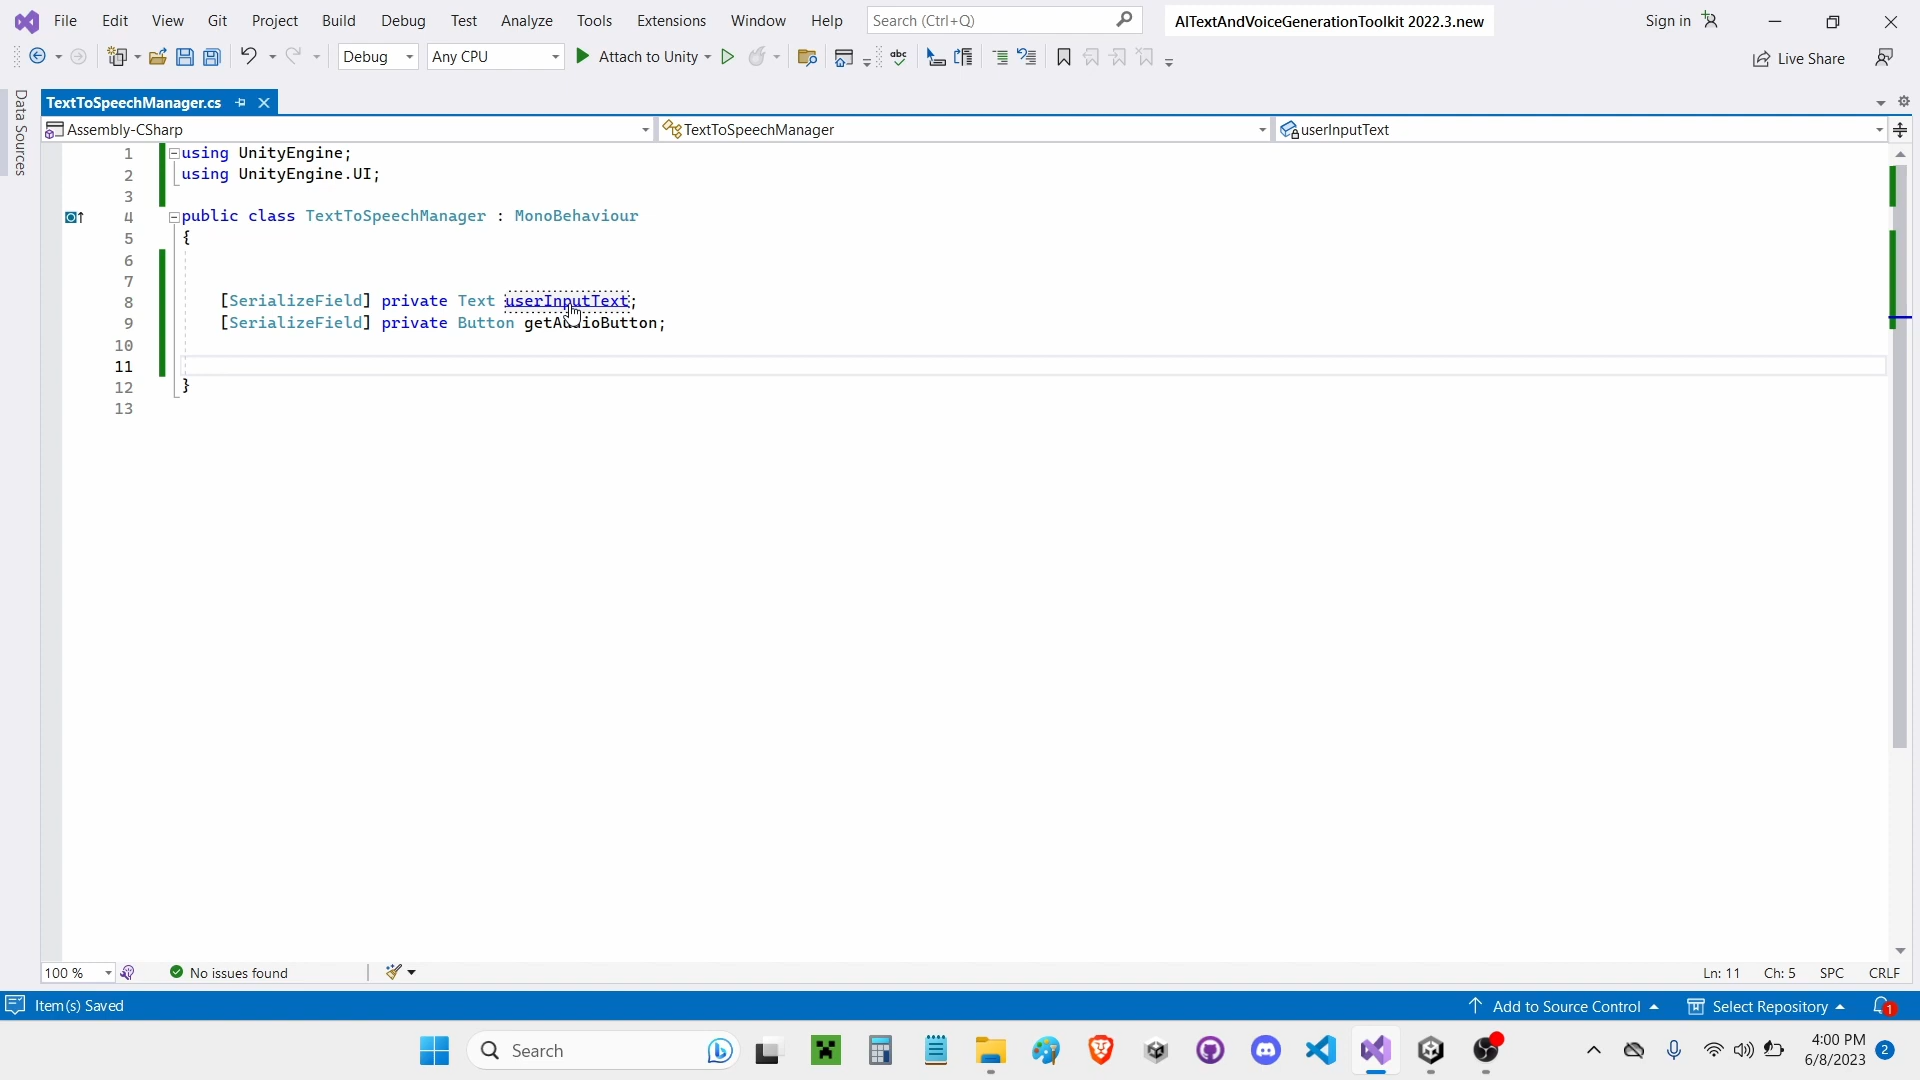 File Edit View Git Project Build Debug Test Analyze Tools Extensions Window Help Search (Ctrl+Q) AITextAndVoiceGenerationToolkit 2022.3.new Sign in
Debug Any CPU Attach to Unity abc Live Share
Data Sources
TextToSpeechManager.cs
Assembly-CSharp TextToSpeechManager userInputText
1 using UnityEngine;
2 using UnityEngine.UI;
3
4 public class TextToSpeechManager : MonoBehaviour
5 {
6
7
8 [SerializeField] private Text userInputText;
9 [SerializeField] private Button getAudioButton;
10
11
12 }
13
100 % No issues found Ln: 11 Ch: 5 SPC CRLF
Item(s) Saved Add to Source Control Select Repository 1
Search 4:00 PM 2
6/8/2023